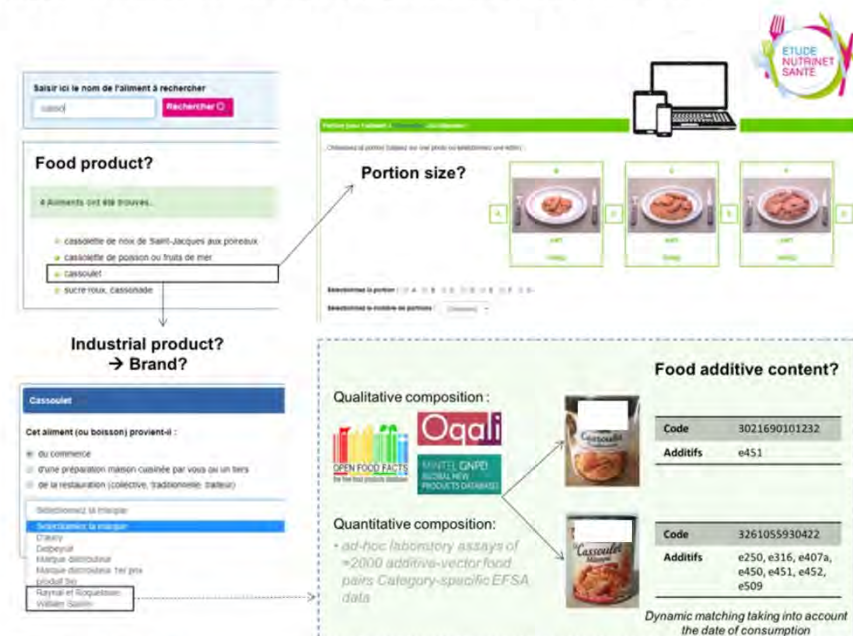 ETUDE
NUTRINET
SANTÉ
Saisir ici le nom de l'aliment à rechercher
casso
Rechercher
Food product?
4 Aliments ont été trouvés...
cassolette de noix de Saint-Jacques aux poireaux
cassolette de poisson ou fruits de mer
cassoulet
sucre roux, cassonade
Portion size?
A
B
Sélectionnez la portion :
Sélectionnez le nombre de portions :
Industrial product?
→ Brand?
Cassoulet
Cet aliment (ou boisson) provient-il :
du commerce
d'une préparation maison cuisinée par vous ou un tiers
de la restauration (collective, traditionnelle, traiteur)
Sélectionnez la marque
Sélectionnez la marque
D'aucy
Delpeyrat
Marque distributeur
Marque distributeur 1er prix
produit bio
Raynal et Roquelaure
William Saurin
Food additive content?
Qualitative composition :
OPEN FOOD FACTS
the free food products database
Oqali
MINTEL GNPD
GLOBAL NEW
PRODUCTS DATABASE
Quantitative composition:
• ad-hoc laboratory assays of
≈2000 additive-vector food
pairs Category-specific EFSA
data
Cassoulet
Code 3021690101232
Additifs e451
Cassoulet
Mitonné
Code 3261055930422
Additifs e250, e316, e407a,
e450, e451, e452,
e509
Dynamic matching taking into account
the date of consumption